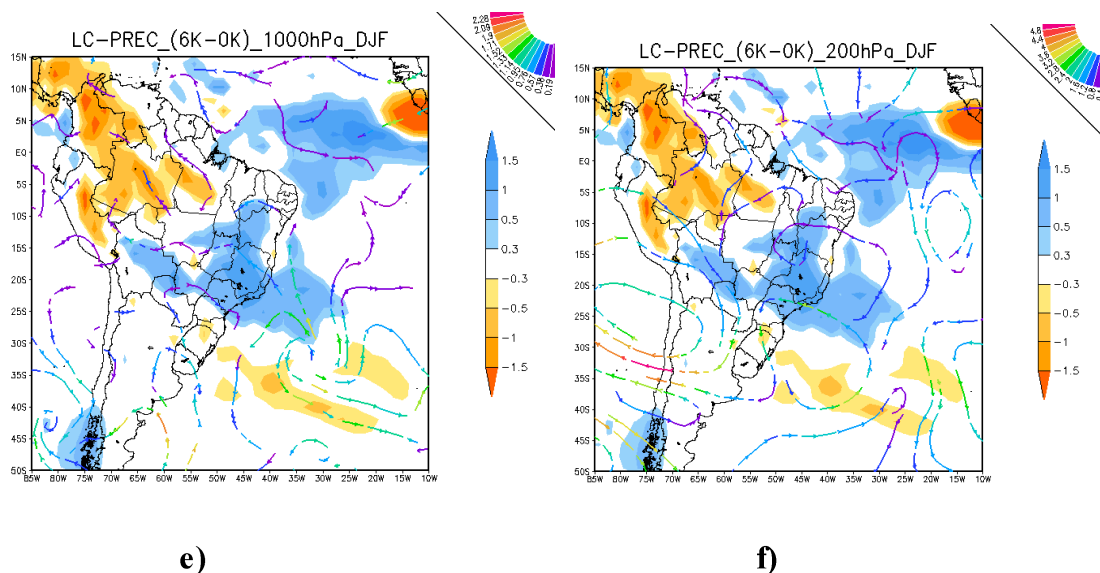 LC-PREC_(6K-0K)_1000hPa_DJF
2.28
2.09
1.9
0.57
0.38
0.19
15N
10N
5N
EQ
5S
10S
15S
20S
25S
30S
35S
40S
45S
50S
85W 80W 75W 70W 65W 60W 55W 50W 45W 40W 35W 30W 25W 20W 15W 10W
1.5
1
0.5
0.3
−0.3
−0.5
−1
−1.5
e)
LC-PREC_(6K-0K)_200hPa_DJF
4.8
4.4
15N
10N
5N
EQ
5S
10S
15S
20S
25S
30S
35S
40S
45S
50S
85W 80W 75W 70W 65W 60W 55W 50W 45W 40W 35W 30W 25W 20W 15W 10W
1.5
1
0.5
0.3
−0.3
−0.5
−1
−1.5
f)